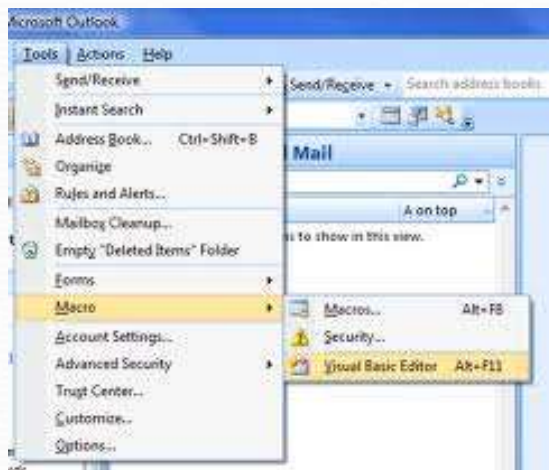 Microsoft Outlook
Tools Actions Help
Send/Receive
Send/Receive Search address books
Instant Search
Address Book... Ctrl+Shift+B
Organize
Mail
Rules and Alerts...
A on top
Mailbox Cleanup...
to show in this view.
Empty "Deleted Items" Folder
Forms
Macro
Macros... Alt+F8
Account Settings...
Security...
Advanced Security
Visual Basic Editor Alt+F11
Trust Center...
Customize...
Options...